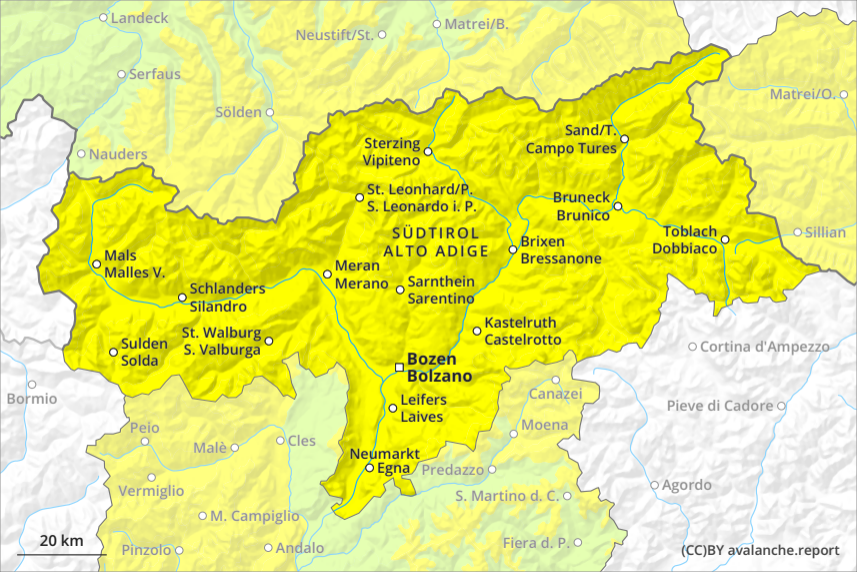 Landeck
Matrei/B.
Neustift/St.
Serfaus
Matrei/O.
Sölden
Sand/T.
Campo Tures
Sterzing
Vipiteno
Nauders
St. Leonhard/P.
S. Leonardo i. P.
Bruneck
Brunico
SÜDTIROL
ALTO ADIGE
Toblach
Dobbiaco
Sillian
Brixen
Bressanone
Mals
Malles V.
Meran
Merano
Sarnthein
Sarentino
Schlanders
Silandro
Kastelruth
Castelrotto
St. Walburg
S. Valburga
Sulden
Solda
Cortina d'Ampezzo
Bozen
Bolzano
Bormio
Canazei
Leifers
Laives
Pieve di Cadore
Peio
Moena
Cles
Malè
Neumarkt
Egna
Predazzo
Vermiglio
Agordo
S. Martino d. C.
M. Campiglio
20 km
Pinzolo
Andalo
Fiera d. P.
(CC)BY avalanche.report